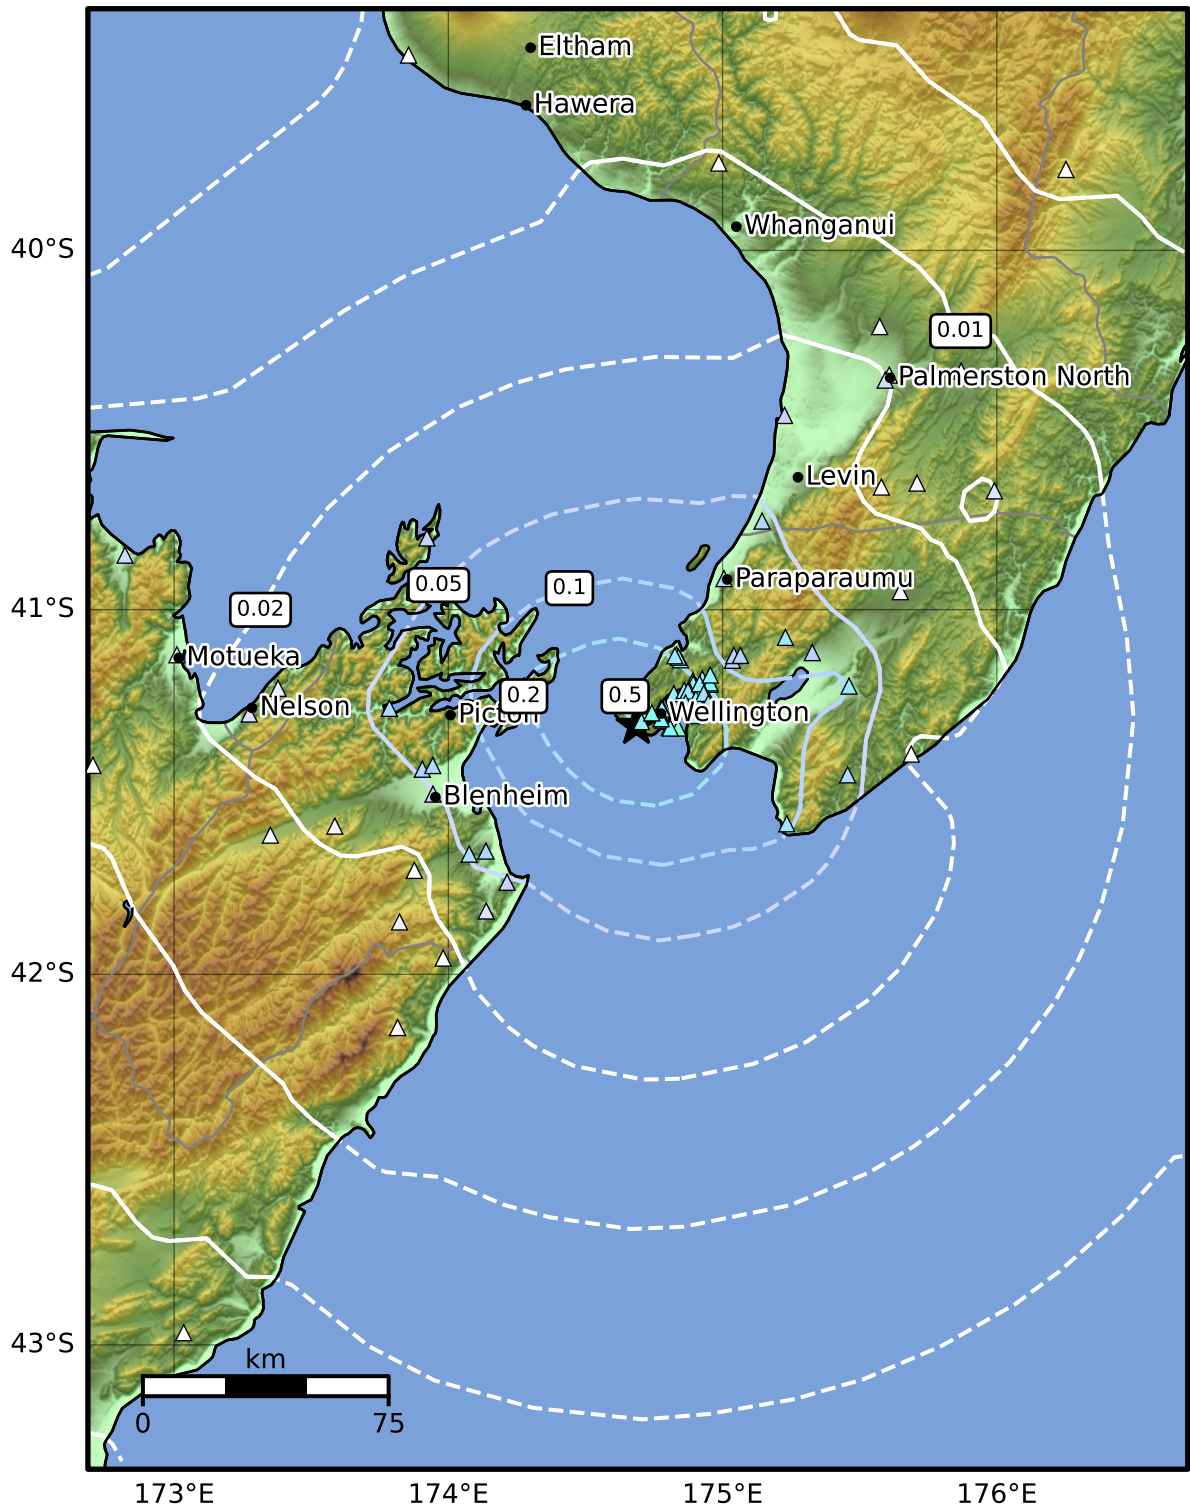 Eltham
Hawera
Whanganui
40°S
0.01
Palmerston North
Levin
Paraparaumu
0.05
0.1
41°S
0.02
Motueka
0.2
0.5
Nelson
Picton
Wellington
Blenheim
42°S
43°S
km
0
75
173°E
174°E
175°E
176°E